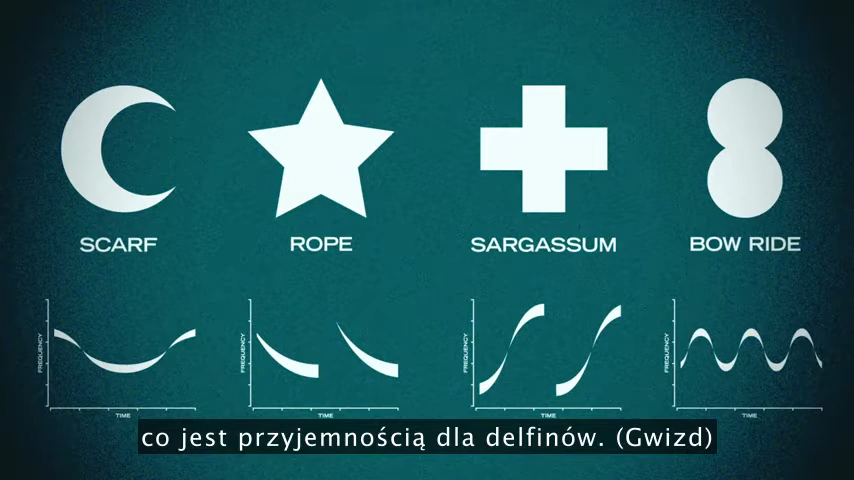 SCARF
ROPE
SARGASSUM
BOW RIDE
FREQUENCY
FREQUENCY
FREQUENCY
FREQUENCY
TIME
TIME
TIME
TIME
co jest przyjemnością dla delfinów. (Gwizd)